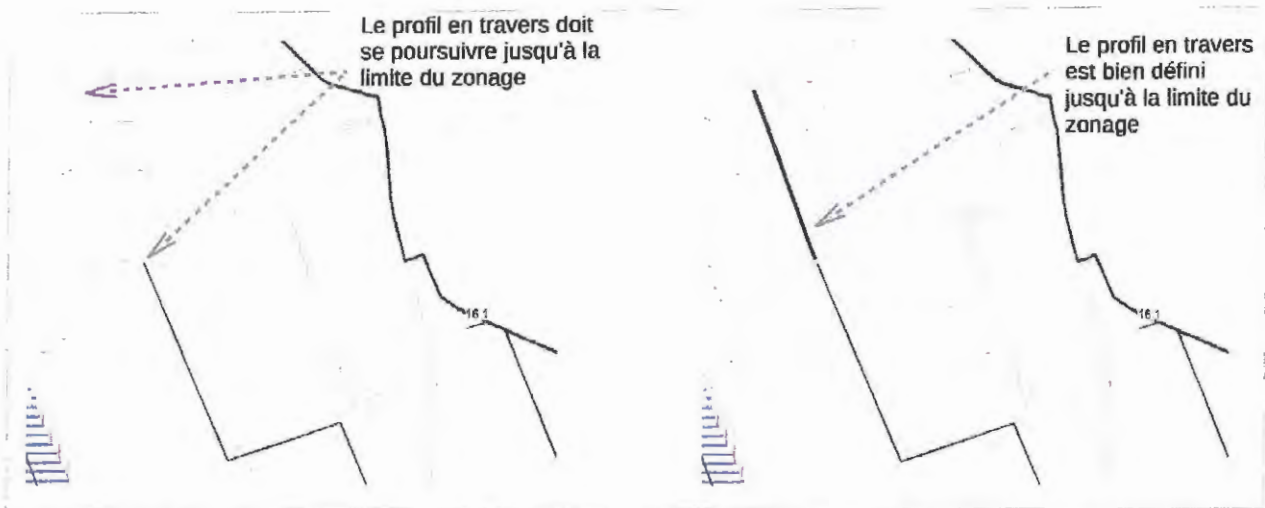 Le profil en travers doit
se poursuivre jusqu'à la
limite du zonage
16.1
Le profil en travers
est bien défini
jusqu'à la limite du
zonage
16.1